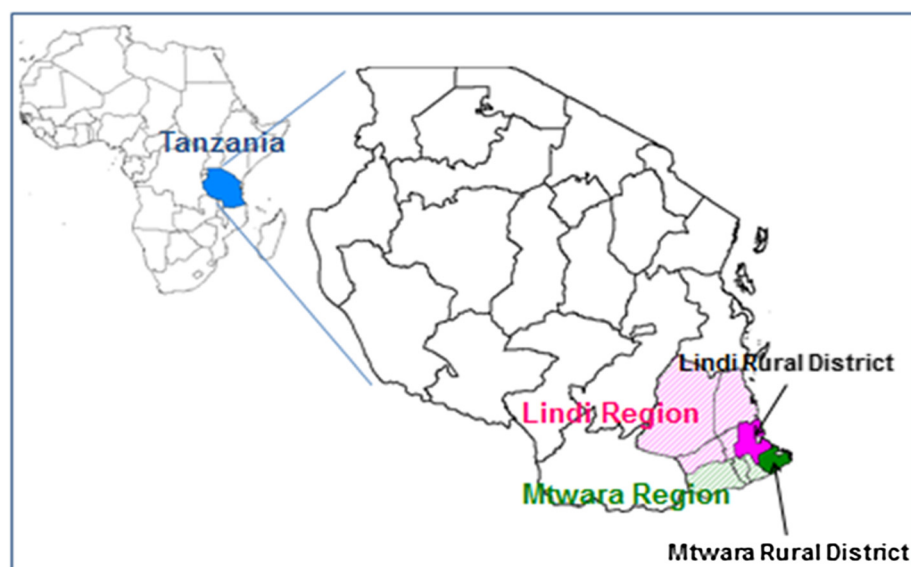 Tanzania
Lindi Rural District
Lindi Region
Mtwara Region
Mtwara Rural District